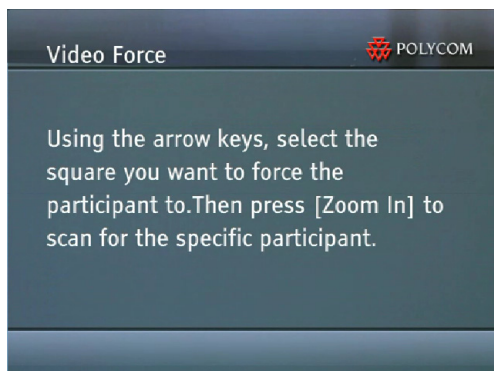 Video Force
POLYCOM
Using the arrow keys, select the
square you want to force the
participant to.Then press [Zoom In] to
scan for the specific participant.